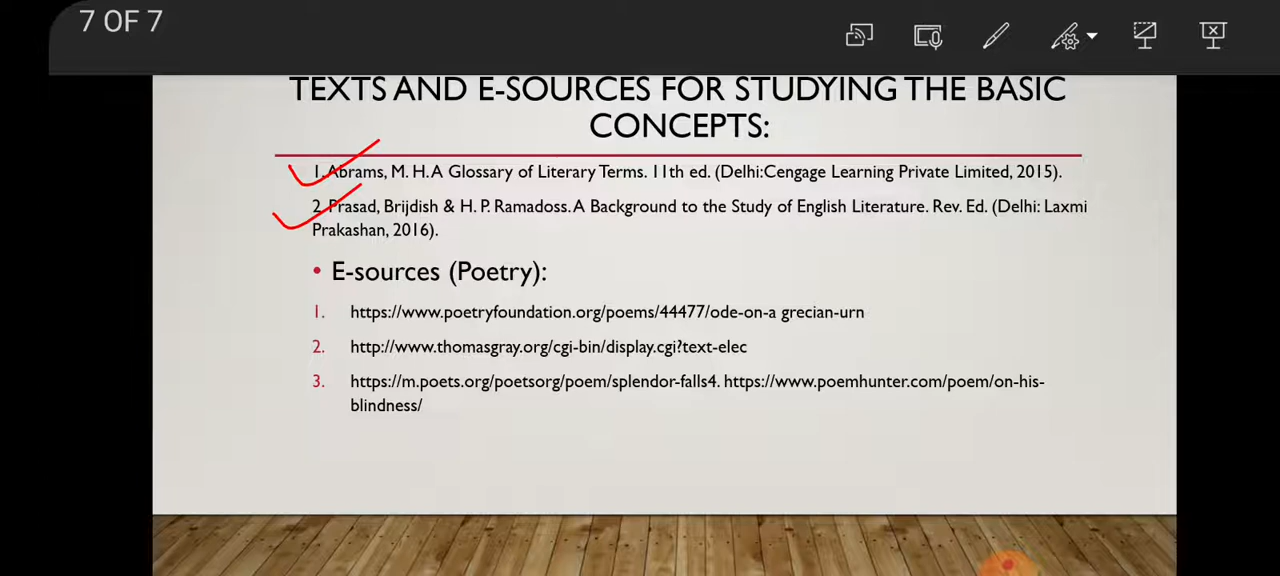 7 OF 7
TEXTS AND E-SOURCES FOR STUDYING THE BASIC
CONCEPTS:
1. Abrams, M. H. A Glossary of Literary Terms. 11th ed. (Delhi:Cengage Learning Private Limited, 2015).
2. Prasad, Brijdish & H. P. Ramadoss. A Background to the Study of English Literature. Rev. Ed. (Delhi: Laxmi
Prakashan, 2016).
• E-sources (Poetry):
1. https://www.poetryfoundation.org/poems/44477/ode-on-a grecian-urn
2. http://www.thomasgray.org/cgi-bin/display.cgi?text-elec
3. https://m.poets.org/poetsorg/poem/splendor-falls4. https://www.poemhunter.com/poem/on-his-
blindness/